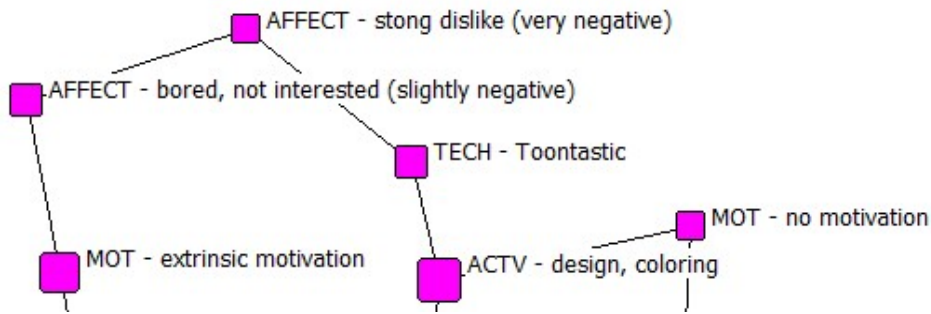 AFFECT - stong dislike (very negative)
AFFECT - bored, not interested (slightly negative)
TECH - Toontastic
MOT - no motivation
MOT - extrinsic motivation
ACTV - design, coloring